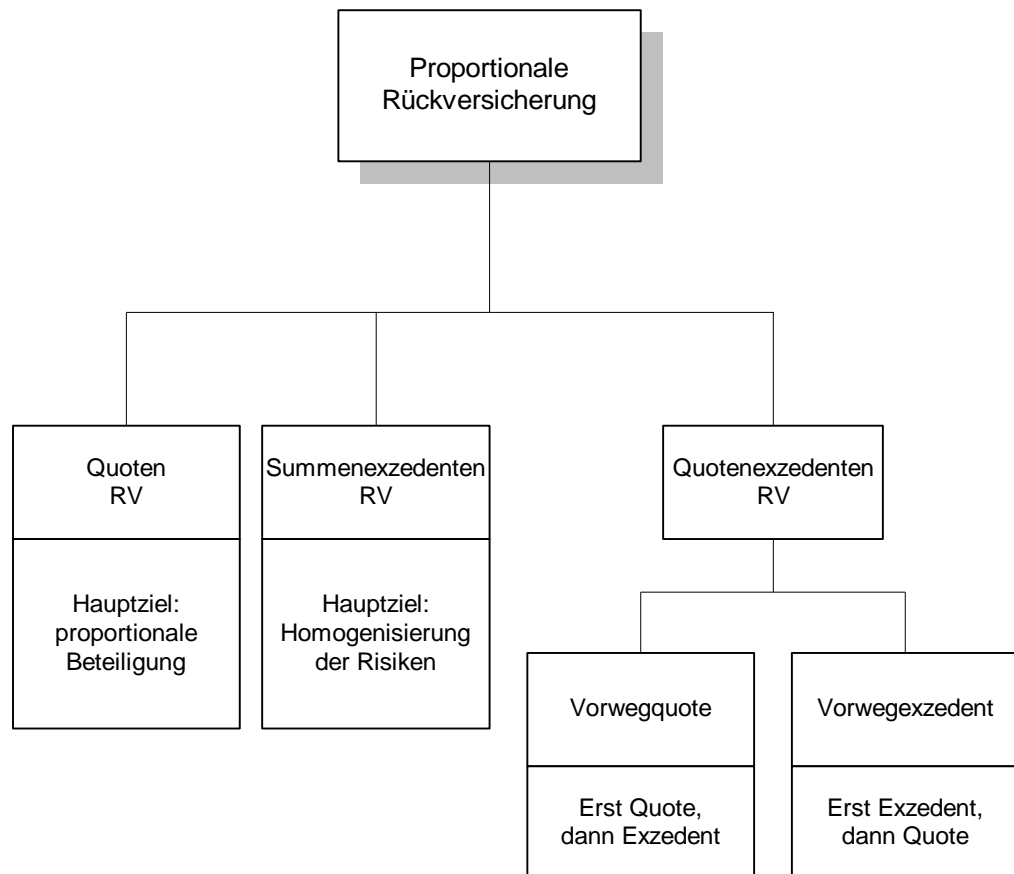 Proportionale
Rückversicherung
Quoten
RV
Hauptziel:
proportionale
Beteiligung
Summenexzedenten
RV
Hauptziel:
Homogenisierung
der Risiken
Quotenexzedenten
RV
Vorwegquote
Erst Quote,
dann Exzedent
Vorwegexzedent
Erst Exzedent,
dann Quote